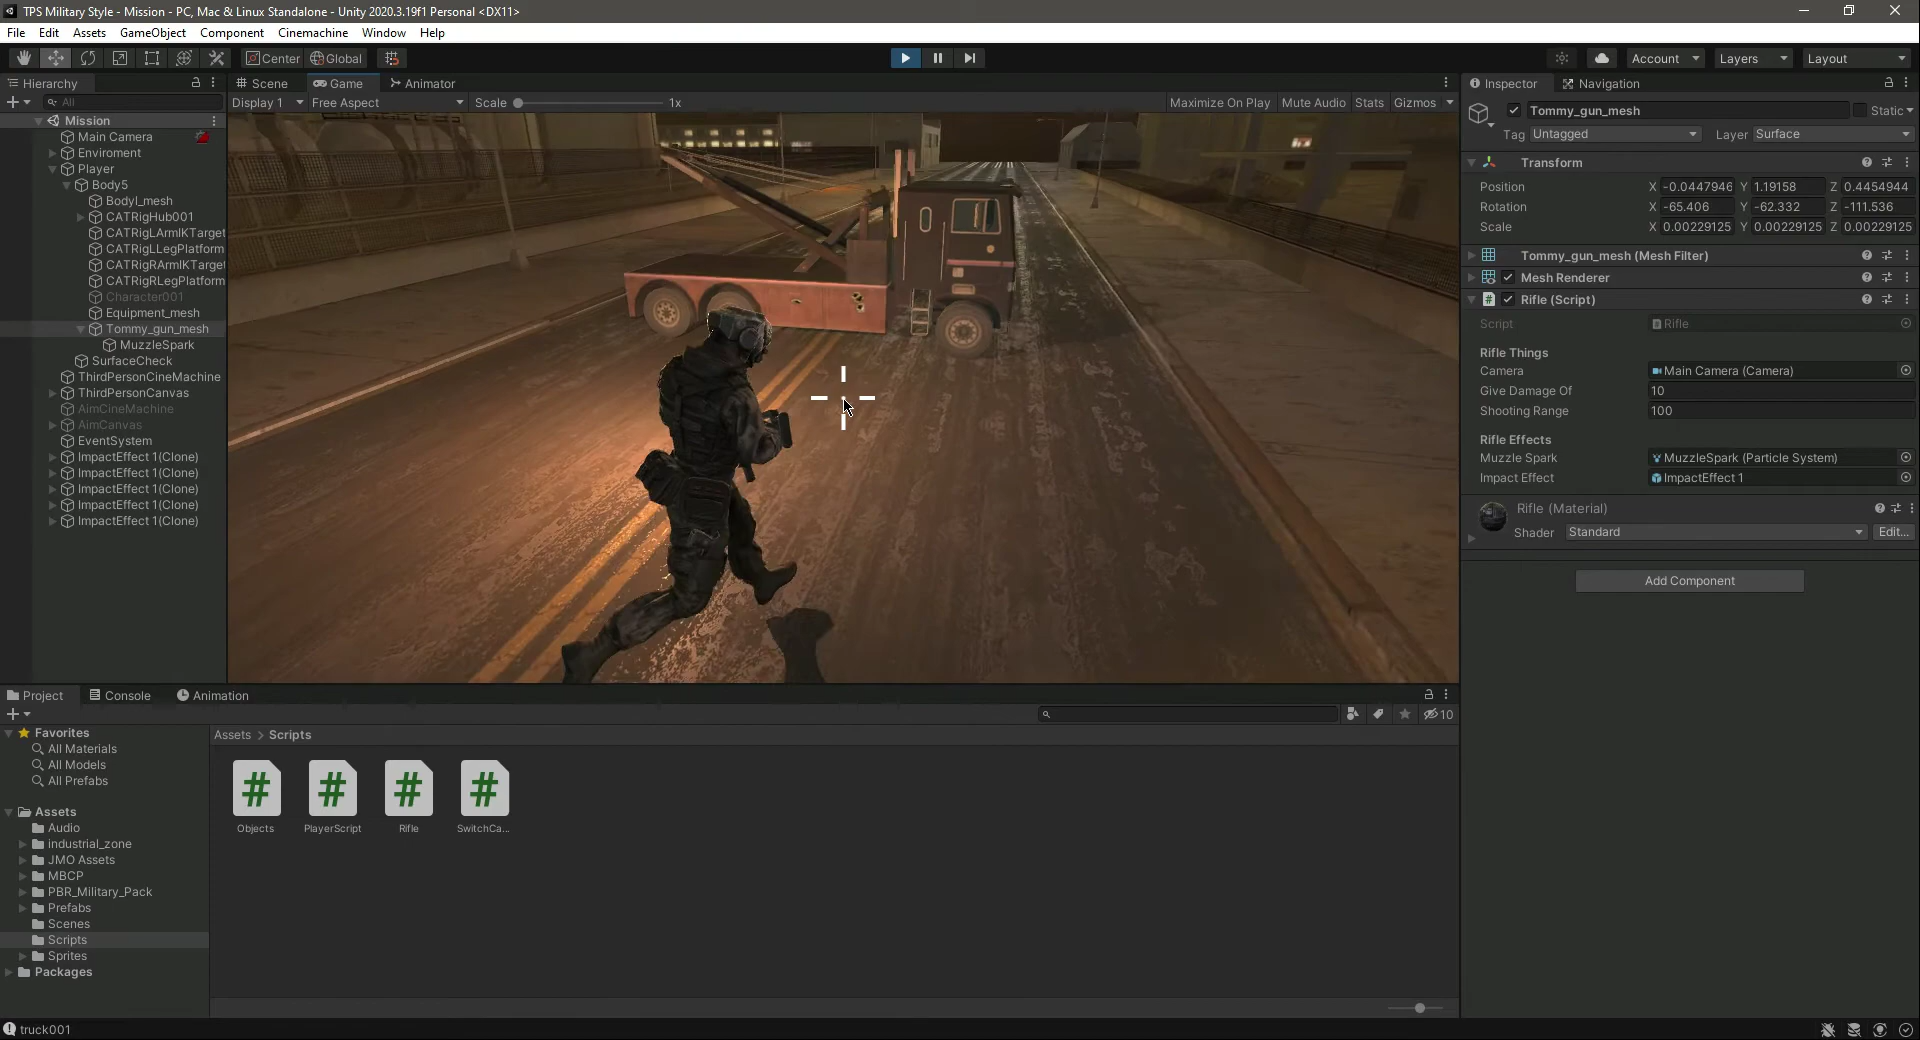 TPS Military Style - Mission - PC, Mac & Linux Standalone - Unity 2020.3.19f1 Personal <DX11>
File Edit Assets GameObject Component Cinemachine Window Help
Center Global Account Layers Layout
Hierarchy
All
Mission
Main Camera
Enviroment
Player
Body5
Bodyl_mesh
CATRigHub001
CATRigLArmIKTarget
CATRigLLegPlatform
CATRigRArmIKTarget
CATRigRLegPlatform
Character001
Equipment_mesh
Tommy_gun_mesh
MuzzleSpark
SurfaceCheck
ThirdPersonCineMachine
ThirdPersonCanvas
AimCineMachine
AimCanvas
EventSystem
ImpactEffect 1(Clone)
ImpactEffect 1(Clone)
ImpactEffect 1(Clone)
ImpactEffect 1(Clone)
ImpactEffect 1(Clone)
Scene Game Animator
Display 1 Free Aspect Scale 1x Maximize On Play Mute Audio Stats Gizmos
Inspector Navigation
Tommy_gun_mesh Static
Tag Untagged Layer Surface
Transform
Position X -0.0447946 Y 1.19158 Z 0.4454944
Rotation X -65.406 Y -62.332 Z -111.536
Scale X 0.00229125 Y 0.00229125 Z 0.00229125
Tommy_gun_mesh (Mesh Filter)
Mesh Renderer
# Rifle (Script)
Script Rifle
Rifle Things
Camera Main Camera (Camera)
Give Damage Of 10
Shooting Range 100
Rifle Effects
Muzzle Spark MuzzleSpark (Particle System)
Impact Effect ImpactEffect 1
Rifle (Material)
Shader Standard Edit...
Add Component
Project Console Animation
10
Favorites
All Materials
All Models
All Prefabs
Assets
Audio
industrial_zone
JMO Assets
MBCP
PBR_Military_Pack
Prefabs
Scenes
Scripts
Sprites
Packages
Assets > Scripts
# # # #
Objects PlayerScript Rifle SwitchCa...
truck001